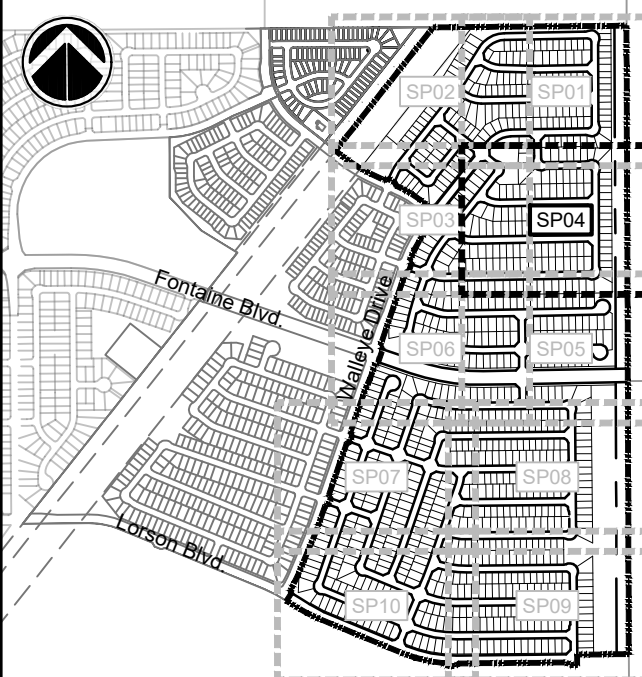 SP02
SP01
SP03
SP04
Fontaine Blvd.
Walleye Drive
SP06
SP05
SP07
SP08
Lorson Blvd.
SP10
SP09